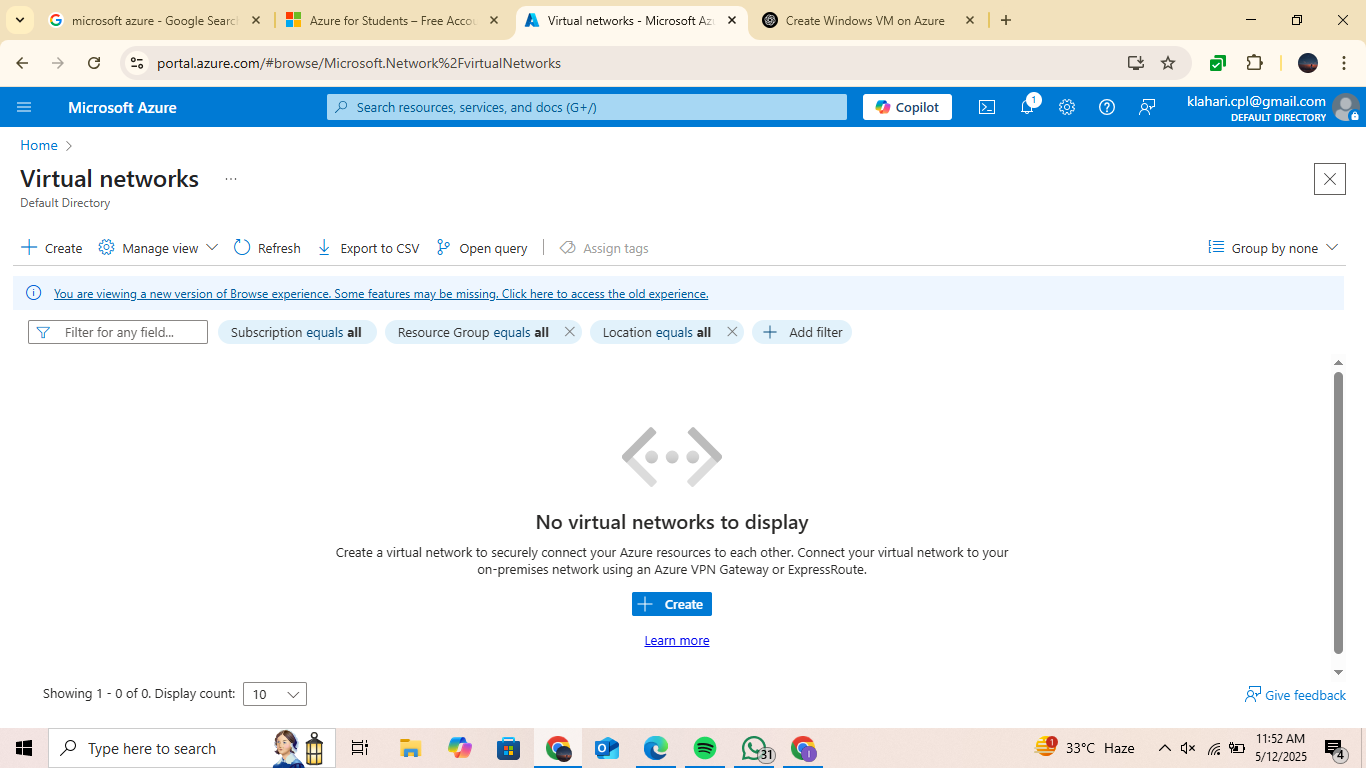 microsoft azure - Google Searc
Azure for Students – Free Accou
Virtual networks - Microsoft Azu
Create Windows VM on Azure
portal.azure.com/#browse/Microsoft.Network%2FvirtualNetworks
Microsoft Azure
Search resources, services, and docs (G+/)
Copilot
1
klahari.cpl@gmail.com
DEFAULT DIRECTORY
Home
Virtual networks
...
Default Directory
Create
Manage view
Refresh
Export to CSV
Open query
Assign tags
Group by none
You are viewing a new version of Browse experience. Some features may be missing. Click here to access the old experience.
Filter for any field...
Subscription equals all
Resource Group equals all
Location equals all
Add filter
No virtual networks to display
Create a virtual network to securely connect your Azure resources to each other. Connect your virtual network to your
on-premises network using an Azure VPN Gateway or ExpressRoute.
Create
Learn more
Showing 1 - 0 of 0. Display count:
10
Give feedback
Type here to search
31
1
33°C Haze
11:52 AM
5/12/2025
4